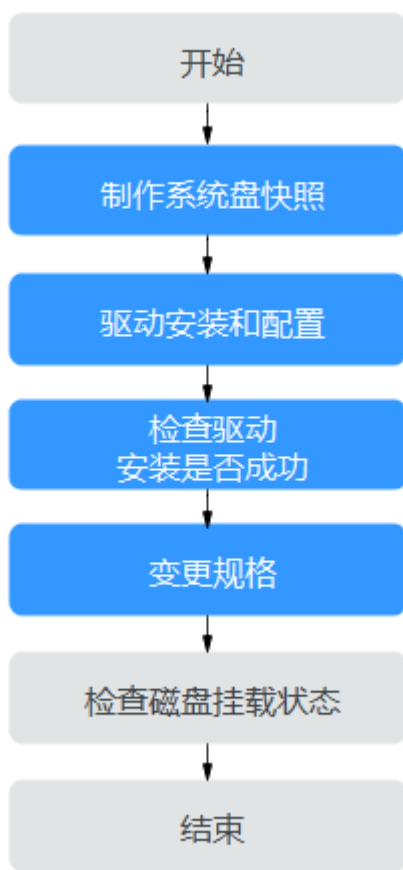 开始
制作系统盘快照
驱动安装和配置
检查驱动
安装是否成功
变更规格
检查磁盘挂载状态
结束